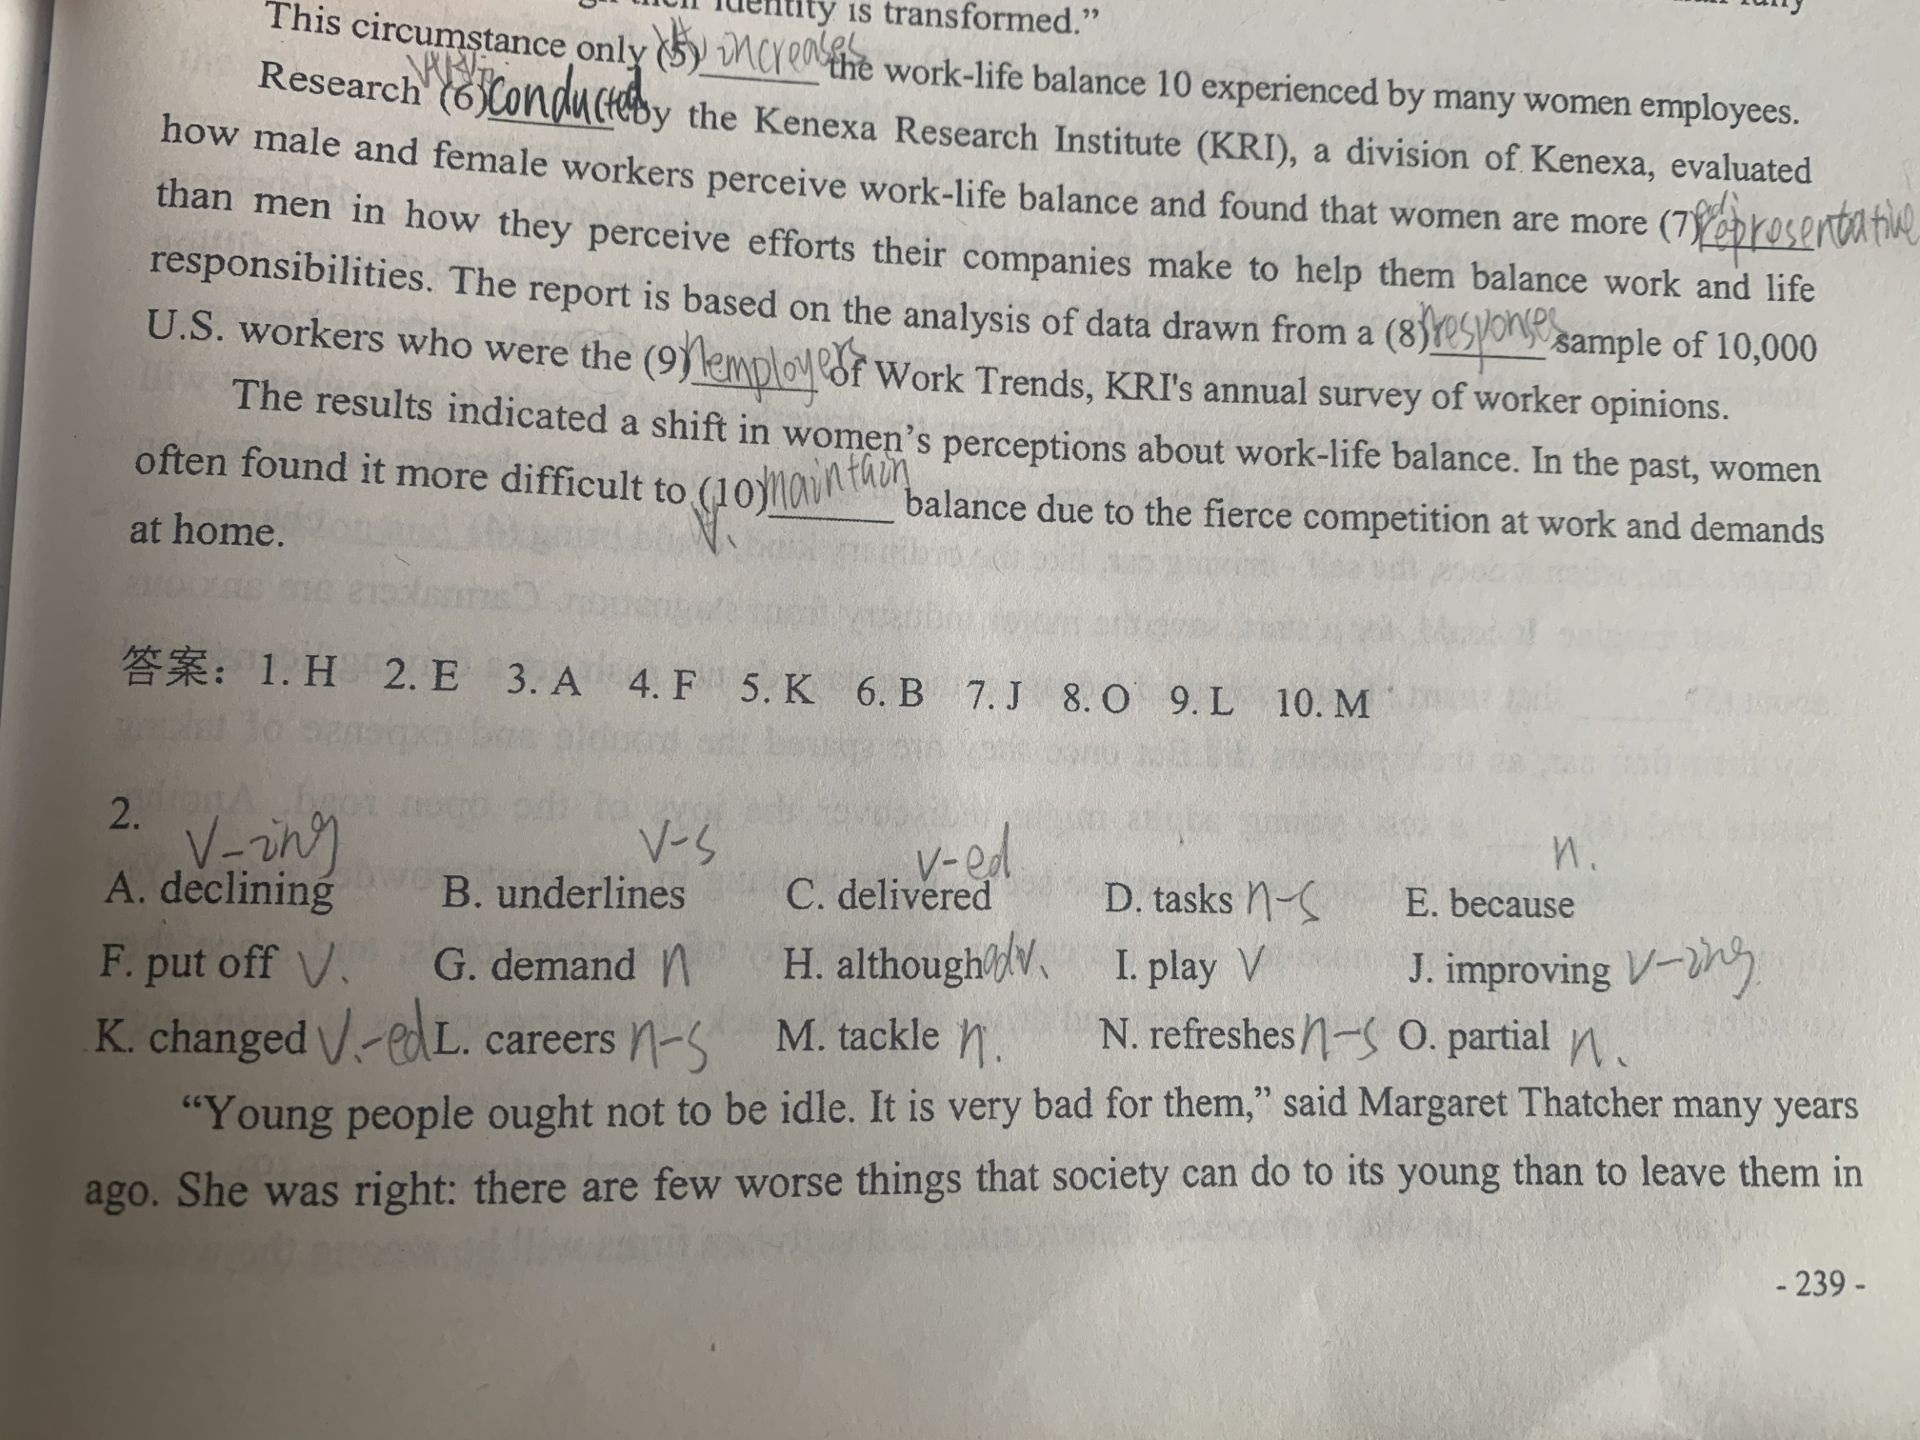 identity is transformed.”
This circumstance only (5) increases the work-life balance 10 experienced by many women employees.
Research (6) conducted by the Kenexa Research Institute (KRI), a division of Kenexa, evaluated
how male and female workers perceive work-life balance and found that women are more (7) adj representative
than men in how they perceive efforts their companies make to help them balance work and life
responsibilities. The report is based on the analysis of data drawn from a (8) responses sample of 10,000
U.S. workers who were the (9) n employers of Work Trends, KRI's annual survey of worker opinions.
The results indicated a shift in women’s perceptions about work-life balance. In the past, women
often found it more difficult to (10) maintain balance due to the fierce competition at work and demands
V.
at home.
答案: 1. H 2. E 3. A 4. F 5. K 6. B 7. J 8. O 9. L 10. M
2.
V-ing V-s V-ed n.
A. declining B. underlines C. delivered D. tasks n-s E. because
F. put off V. G. demand n H. although adv. I. play V J. improving V-ing
K. changed V.-ed L. careers n-s M. tackle n. N. refreshes n-s O. partial n.
“Young people ought not to be idle. It is very bad for them,” said Margaret Thatcher many years
ago. She was right: there are few worse things that society can do to its young than to leave them in
- 239 -